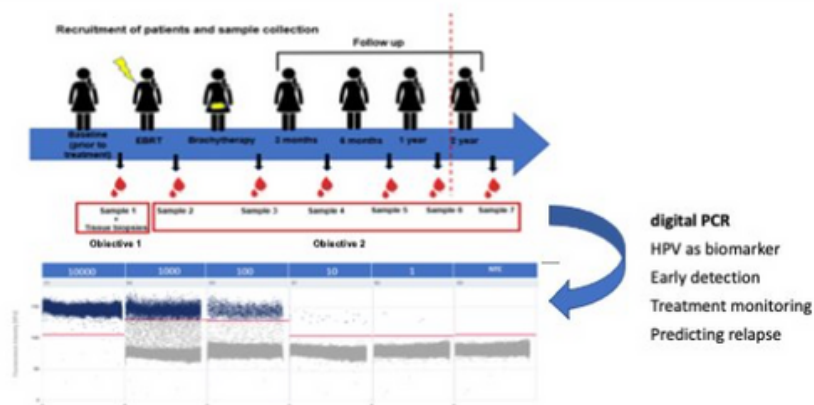 Recruitment of patients and sample collection
Follow up
Baseline
(prior to
treatment)
EBRT
Brachytherapy
3 months
6 months
1 year
2 year
Sample 1
+
Tissue biopsies
Sample 2
Sample 3
Sample 4
Sample 5
Sample 6
Sample 7
Objective 1
Objective 2
digital PCR
HPV as biomarker
Early detection
Treatment monitoring
Predicting relapse
10000
1000
100
10
1
NTC